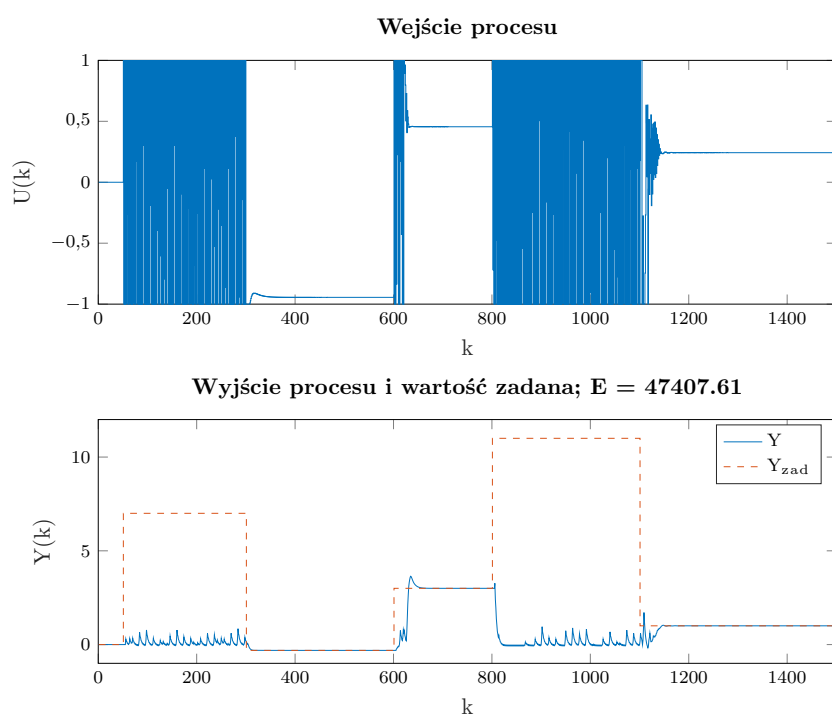 Wejście procesu
1
0,5
0
−0,5
−1
U(k)
0 200 400 600 800 1000 1200 1400
k
Wyjście procesu i wartość zadana; E = 47407.61
10
5
0
Y(k)
Y
Yzad
0 200 400 600 800 1000 1200 1400
k